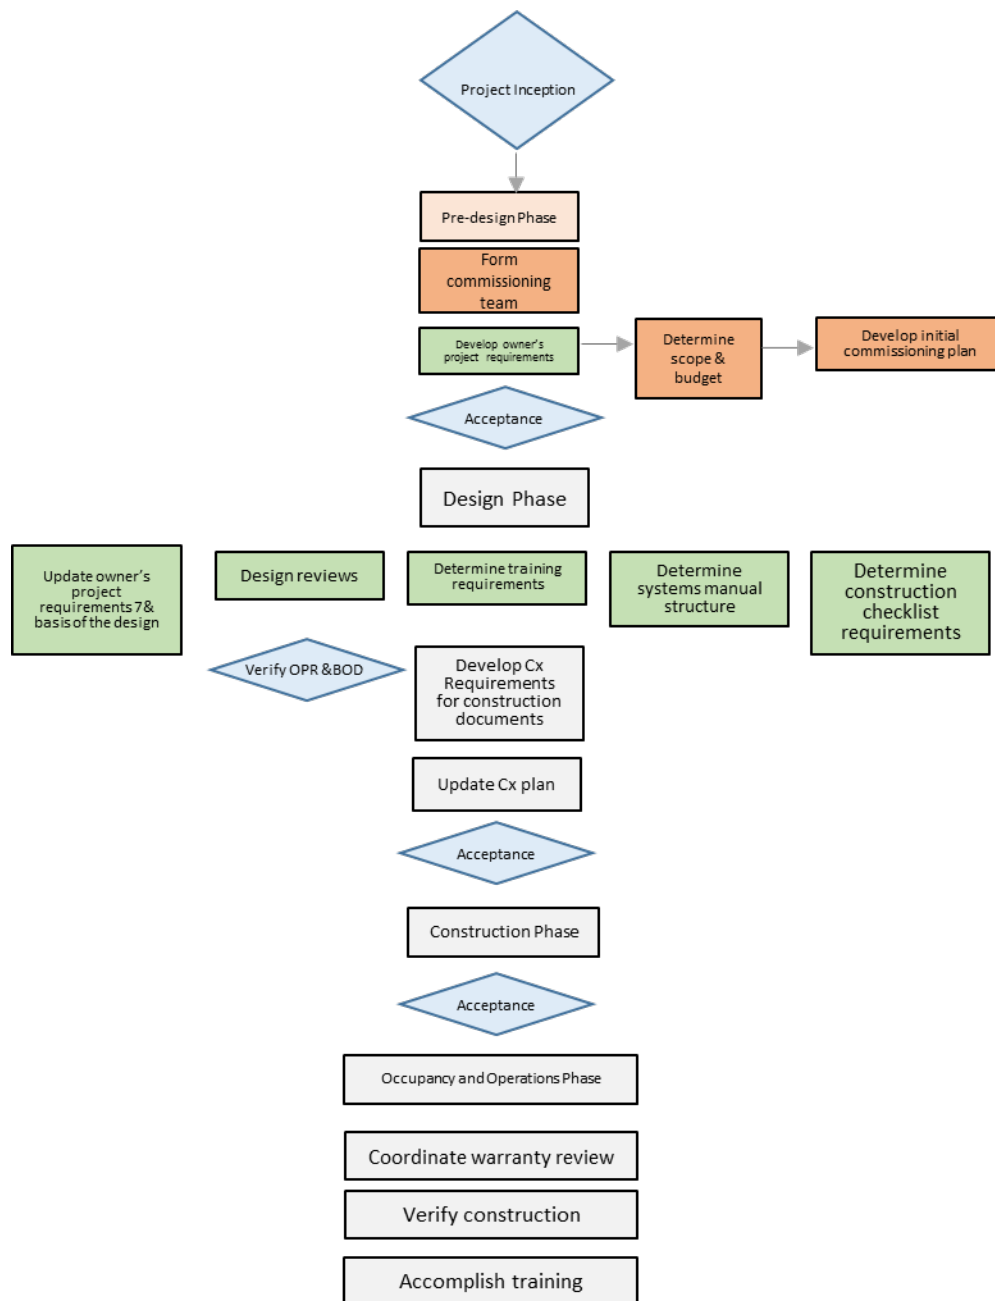 Project Inception
Pre-design Phase
Form
commissioning
team
Develop owner's
project requirements
Determine
scope &
budget
Develop initial
commissioning plan
Acceptance
Design Phase
Update owner's
project
requirements 7&
basis of the design
Design reviews
Determine training
requirements
Determine
systems manual
structure
Determine
construction
checklist
requirements
Verify OPR &BOD
Develop Cx
Requirements
for construction
documents
Update Cx plan
Acceptance
Construction Phase
Acceptance
Occupancy and Operations Phase
Coordinate warranty review
Verify construction
Accomplish training